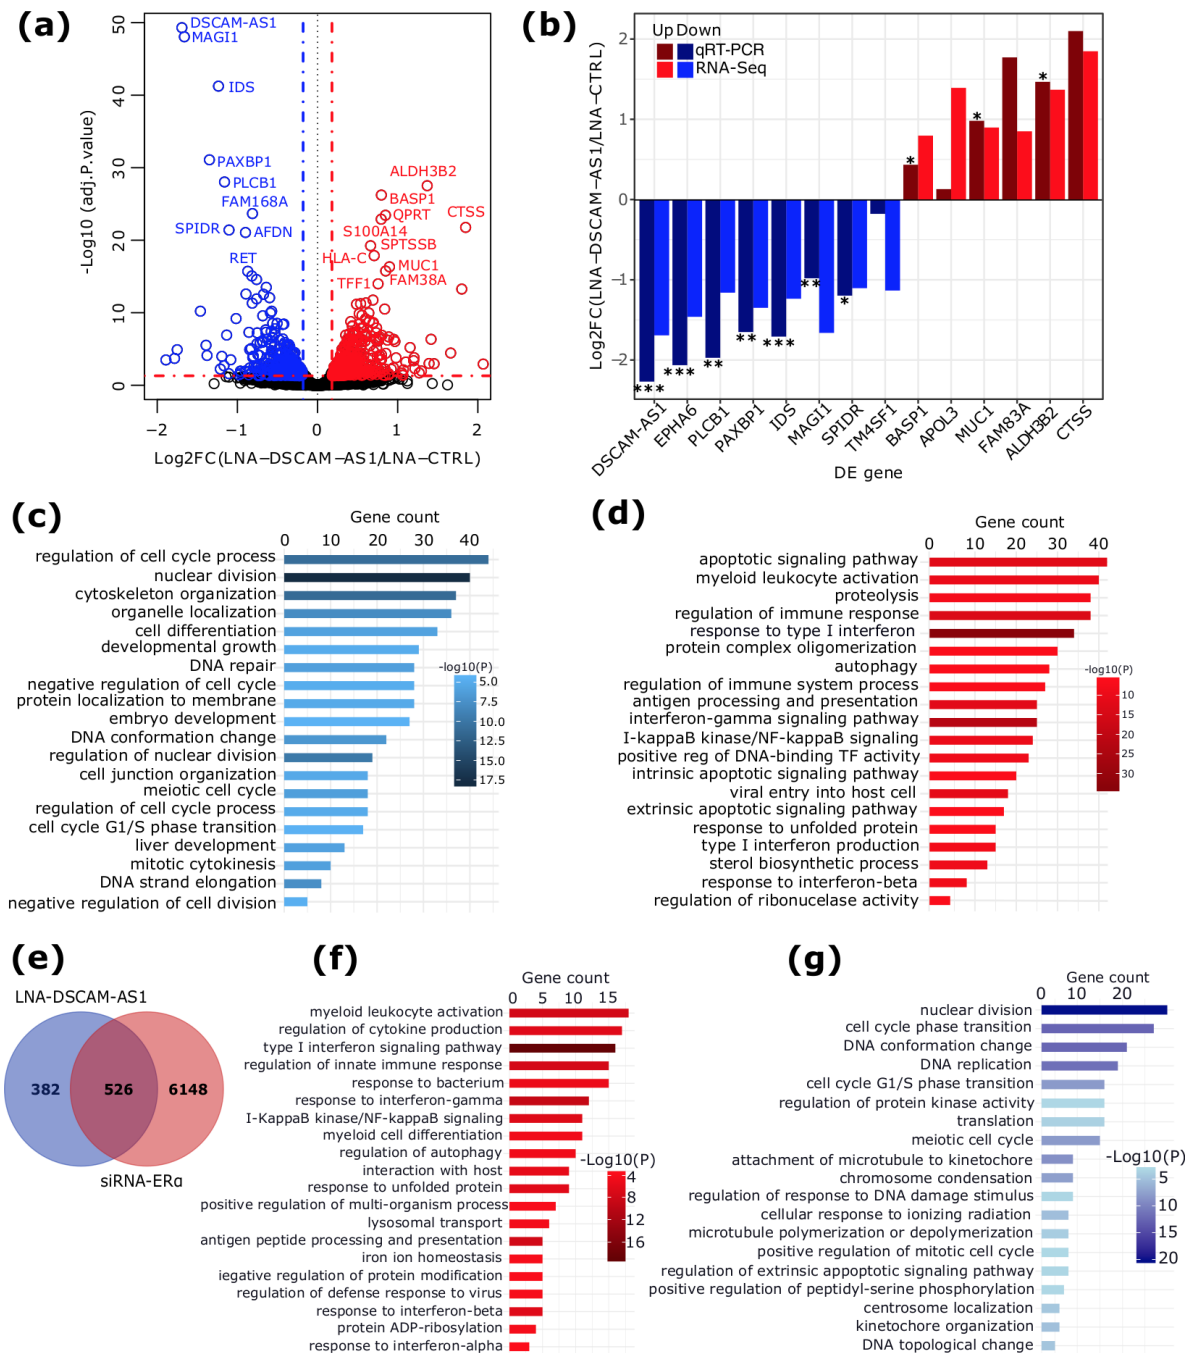 (a)
-Log10 (adj.P.value)
50
40
30
20
10
0
DSCAM-AS1
MAGI1
IDS
PAXBP1
PLCB1
FAM168A
SPIDR
AFDN
RET
ALDH3B2
BASP1
QPRT
CTSS
S100A14
SPTSSB
HLA-C
MUC1
FAM38A
TFF1
−2
−1
0
1
2
Log2FC(LNA−DSCAM−AS1/LNA−CTRL)
(b)
Log2FC(LNA−DSCAM−AS1/LNA−CTRL)
Up Down
qRT-PCR
RNA-Seq
2
1
0
−1
−2
*
*
*
**
*
**
***
***
**
***
DSCAM-AS1
EPHA6
PLCB1
PAXBP1
IDS
MAGI1
SPIDR
TM4SF1
BASP1
APOL3
MUC1
FAM83A
ALDH3B2
CTSS
DE gene
(c)
Gene count
0 10 20 30 40
regulation of cell cycle process
nuclear division
cytoskeleton organization
organelle localization
cell differentiation
developmental growth
DNA repair
negative regulation of cell cycle
protein localization to membrane
embryo development
DNA conformation change
regulation of nuclear division
cell junction organization
meiotic cell cycle
regulation of cell cycle process
cell cycle G1/S phase transition
liver development
mitotic cytokinesis
DNA strand elongation
negative regulation of cell division
-log10(P)
5.0
7.5
10.0
12.5
15.0
17.5
(d)
Gene count
0 10 20 30 40
apoptotic signaling pathway
myeloid leukocyte activation
proteolysis
regulation of immune response
response to type I interferon
protein complex oligomerization
autophagy
regulation of immune system process
antigen processing and presentation
interferon-gamma signaling pathway
I-kappaB kinase/NF-kappaB signaling
positive reg of DNA-binding TF activity
intrinsic apoptotic signaling pathway
viral entry into host cell
extrinsic apoptotic signaling pathway
response to unfolded protein
type I interferon production
sterol biosynthetic process
response to interferon-beta
regulation of ribonucelase activity
-log10(P)
10
15
20
25
30
(e)
LNA-DSCAM-AS1
382
526
6148
siRNA-ERα
(f)
Gene count
0 5 10 15
myeloid leukocyte activation
regulation of cytokine production
type I interferon signaling pathway
regulation of innate immune response
response to bacterium
response to interferon-gamma
I-KappaB kinase/NF-kappaB signaling
myeloid cell differentiation
regulation of autophagy
interaction with host
response to unfolded protein
positive regulation of multi-organism process
lysosomal transport
antigen peptide processing and presentation
iron ion homeostasis
iegative regulation of protein modification
regulation of defense response to virus
response to interferon-beta
protein ADP-ribosylation
response to interferon-alpha
-Log10(P)
4
8
12
16
(g)
Gene count
0 10 20
nuclear division
cell cycle phase transition
DNA conformation change
DNA replication
cell cycle G1/S phase transition
regulation of protein kinase activity
translation
meiotic cell cycle
attachment of microtubule to kinetochore
chromosome condensation
regulation of response to DNA damage stimulus
cellular response to ionizing radiation
microtubule polymerization or depolymerization
positive regulation of mitotic cell cycle
regulation of extrinsic appoptotic signaling pathway
positive regulation of peptidyl-serine phosphorylation
centrosome localization
kinetochore organization
DNA topological change
-Log10(P)
5
10
15
20